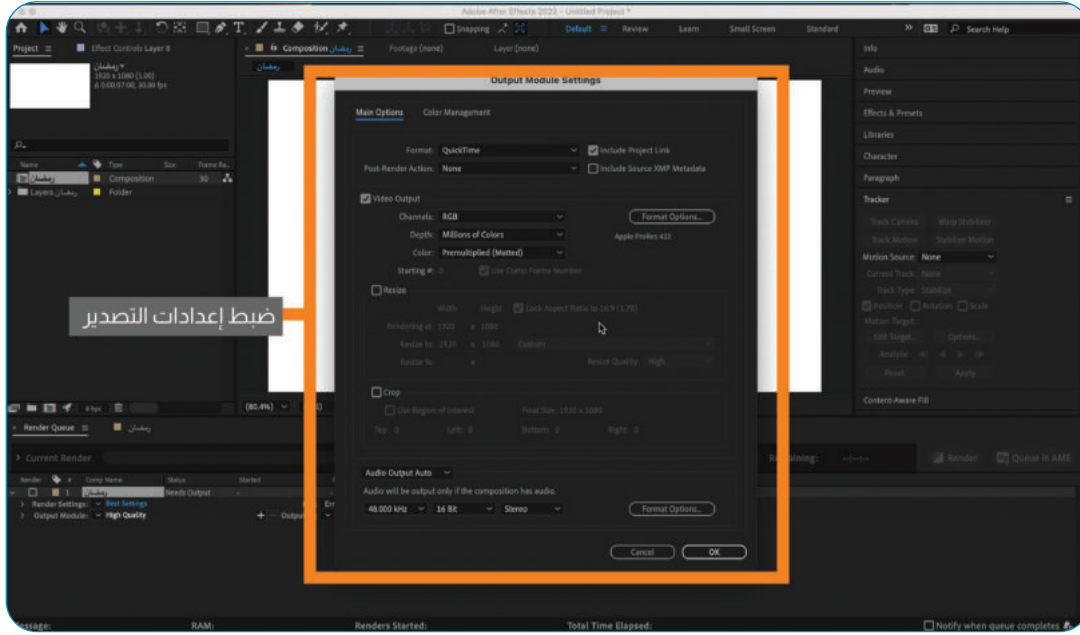 Adobe After Effects 2022 - Untitled Project *
Snapping
Default
Review
Learn
Small Screen
Standard
Search Help
Project
Effect Controls Layer 8
Composition رمضان
Footage (none)
Layer (none)
رمضان
رمضان
1920 x 1080 (1.00)
Δ 0:00:07:00, 30.00 fps
Name Type Size Frame Ra..
رمضان Composition 30
رمضان Layers Folder
8 bpc
(80.4%)
Output Module Settings
Main Options Color Management
Format: QuickTime Include Project Link
Post-Render Action: None Include Source XMP Metadata
Video Output
Channels: RGB Format Options...
Depth: Millions of Colors Apple ProRes 422
Color: Premultiplied (Matted)
Starting #: 0 Use Comp Frame Number
Resize
Width Height Lock Aspect Ratio to 16:9 (1.78)
Rendering at: 1920 x 1080
Resize to: 1920 x 1080 Custom
Resize %: x Resize Quality: High
Crop
Use Region of Interest Final Size: 1920 x 1080
Top: 0 Left: 0 Bottom: 0 Right: 0
Audio Output Auto
Audio will be output only if the composition has audio.
48.000 kHz 16 Bit Stereo Format Options...
Cancel OK
ضبط إعدادات التصدير
Info
Audio
Preview
Effects & Presets
Libraries
Character
Paragraph
Tracker
Track Camera Warp Stabilizer
Track Motion Stabilize Motion
Motion Source: None
Current Track: None
Track Type: Stabilize
Position Rotation Scale
Motion Target:
Edit Target... Options...
Analyze:
Reset Apply
Content-Aware Fill
Render Queue رمضان
Current Render
Render Queue in AME
Render # Comp Name Status Started
1 رمضان Needs Output
Render Settings: Best Settings
Output Module: High Quality
RAM:
Renders Started:
Total Time Elapsed:
Notify when queue completes